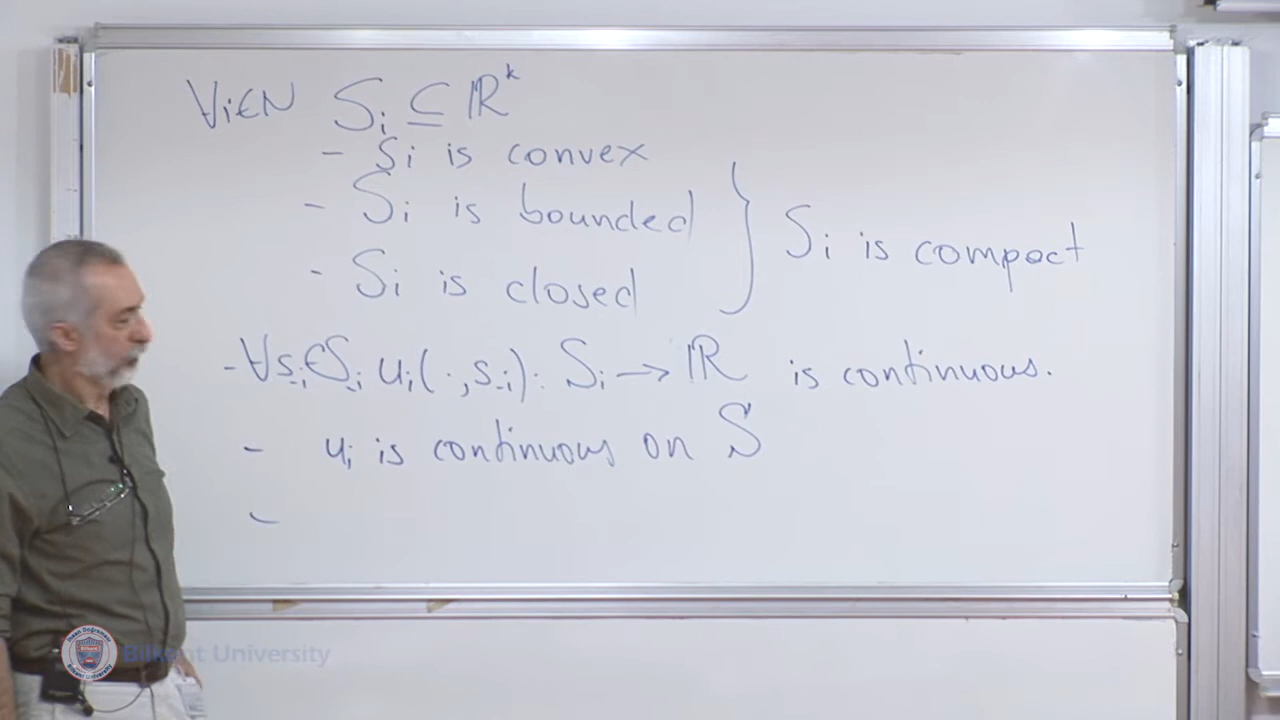 ∀i∈N Sᵢ ⊆ ℝᵏ
- Sᵢ is convex
- Sᵢ is bounded
- Sᵢ is closed
} Sᵢ is compact
- ∀s₋ᵢ∈S₋ᵢ uᵢ(·,s₋ᵢ): Sᵢ → ℝ is continuous.
- uᵢ is continuous on S
-
Bilkent University